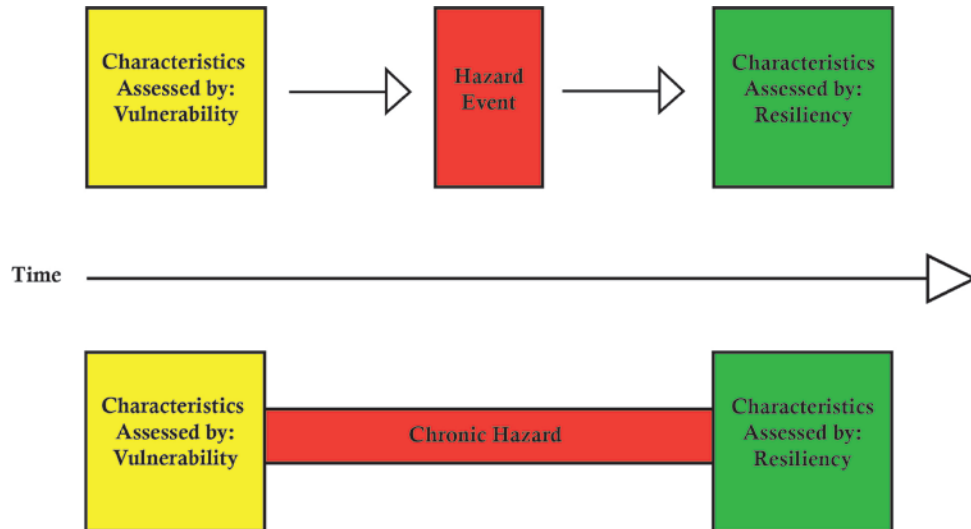 Characteristics
Assessed by:
Vulnerability
Hazard
Event
Characteristics
Assessed by:
Resiliency
Time
Characteristics
Assessed by:
Vulnerability
Chronic Hazard
Characteristics
Assessed by:
Resiliency